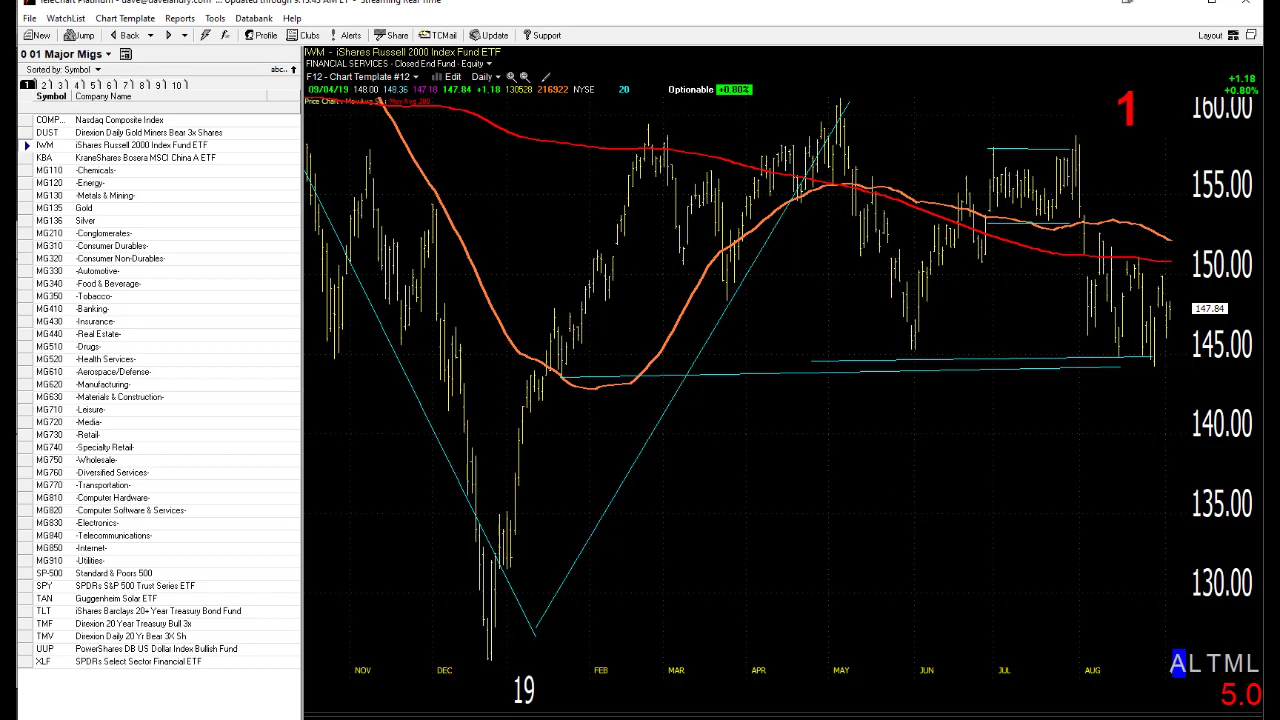 TeleChart Platinum - dave@davelandry.com ... Updated through 9:15:43 AM ET - Streaming Real Time
File WatchList Chart Template Reports Tools Databank Help
New Jump Back Profile Clubs Alerts Share TCMail Update Support Layout
0 01 Major Migs
Sorted by: Symbol abc..
1 2 3 4 5 6 7 8 9 10
Symbol Company Name
COMP... Nasdaq Composite Index
DUST Direxion Daily Gold Miners Bear 3x Shares
IWM iShares Russell 2000 Index Fund ETF
KBA KraneShares Bosera MSCI China A ETF
MG110 -Chemicals-
MG120 -Energy-
MG130 -Metals & Mining-
MG135 Gold
MG136 Silver
MG210 -Conglomerates-
MG310 -Consumer Durables-
MG320 -Consumer Non-Durables-
MG330 -Automotive-
MG340 -Food & Beverage-
MG350 -Tobacco-
MG410 -Banking-
MG430 -Insurance-
MG440 -Real Estate-
MG510 -Drugs-
MG520 -Health Services-
MG610 -Aerospace/Defense-
MG620 -Manufacturing-
MG630 -Materials & Construction-
MG710 -Leisure-
MG720 -Media-
MG730 -Retail-
MG740 -Specialty Retail-
MG750 -Wholesale-
MG760 -Diversified Services-
MG770 -Transportation-
MG810 -Computer Hardware-
MG820 -Computer Software & Services-
MG830 -Electronics-
MG840 -Telecommunications-
MG850 -Internet-
MG910 -Utilities-
SP-500 Standard & Poors 500
SPY SPDRs S&P 500 Trust Series ETF
TAN Guggenheim Solar ETF
TLT iShares Barclays 20+ Year Treasury Bond Fund
TMF Direxion 20 Year Treasury Bull 3x
TMV Direxion Daily 20 Yr Bear 3X Sh
UUP PowerShares DB US Dollar Index Bullish Fund
XLF SPDRs Select Sector Financial ETF
IWM - iShares Russell 2000 Index Fund ETF
FINANCIAL SERVICES - Closed End Fund - Equity
F12 - Chart Template #12 Edit Daily
09/04/19 148.00 148.36 147.18 147.84 +1.18 130528 216922 NYSE 20 Optionable +0.80%
+1.18
+0.80%
1
160.00
155.00
150.00
147.84
145.00
140.00
135.00
130.00
NOV DEC FEB MAR APR MAY JUN JUL AUG
19
ALTML
5.0